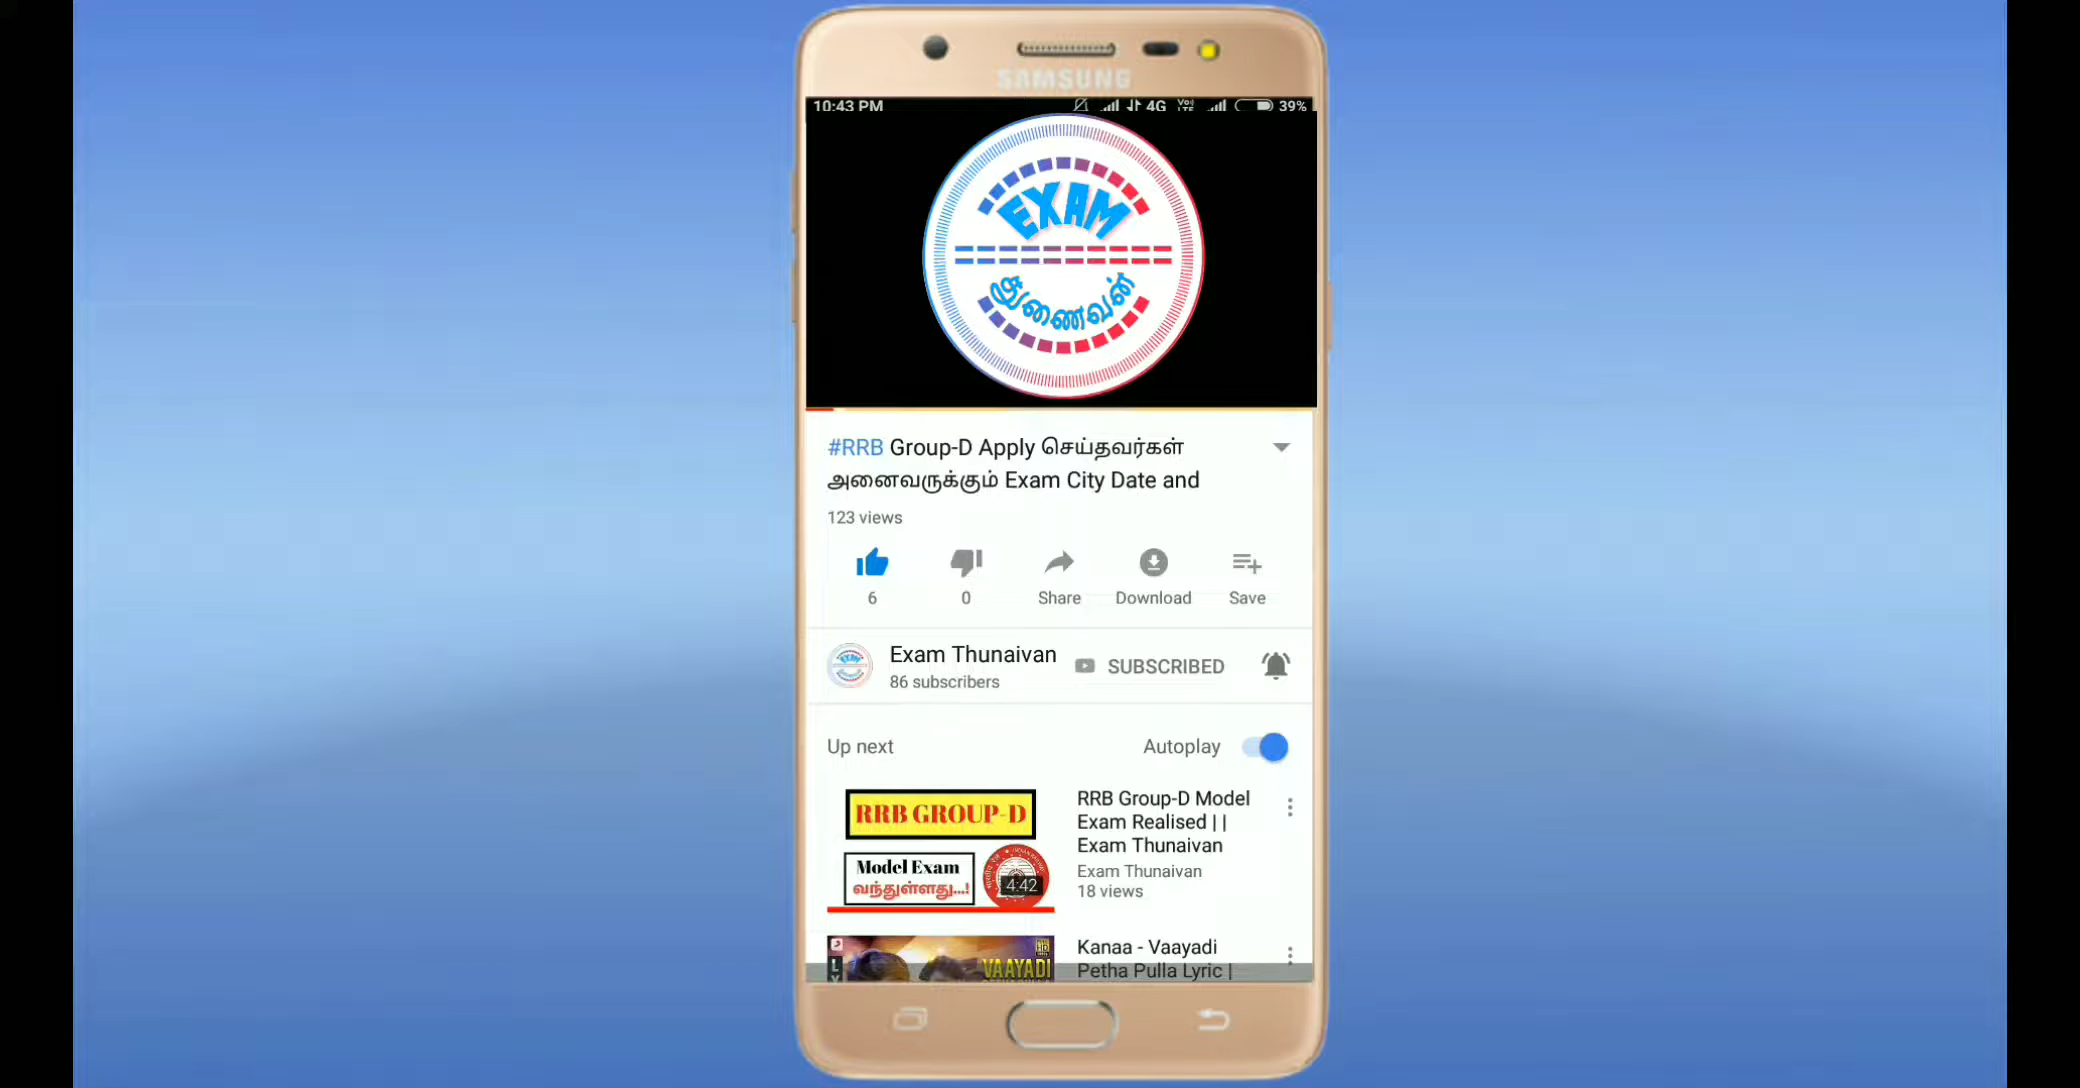 SAMSUNG
10:43 PM
4G
VoLTE
39%
EXAM
துணைவன்
#RRB Group-D Apply செய்தவர்கள்
அனைவருக்கும் Exam City Date and
123 views
6
0
Share
Download
Save
Exam Thunaivan
SUBSCRIBED
86 subscribers
Up next
Autoplay
RRB GROUP-D
Model Exam
வந்துள்ளது...!
4:42
RRB Group-D Model
Exam Realised ||
Exam Thunaivan
Exam Thunaivan
18 views
VAAYADI
Kanaa - Vaayadi
Petha Pulla Lyric |